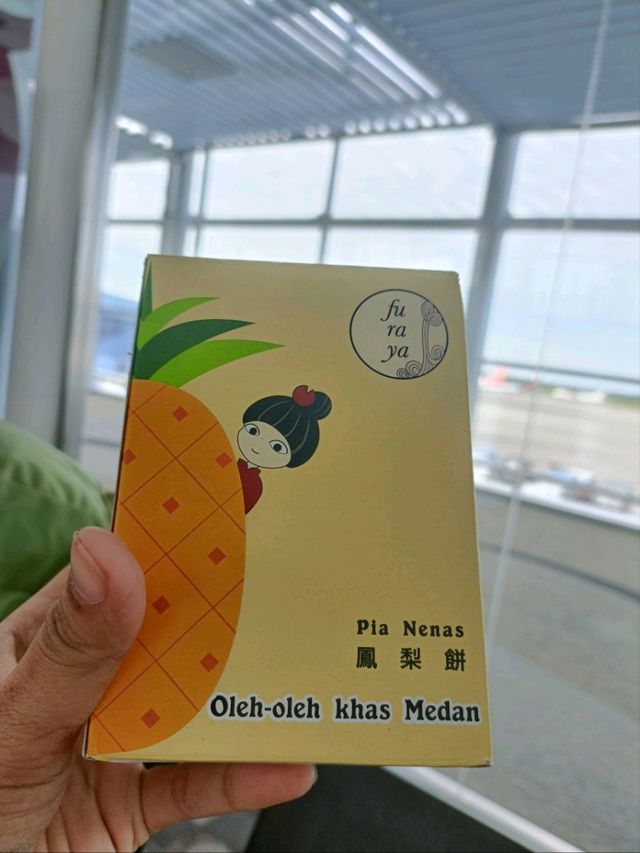 fu
ra
ya
Pia Nenas
鳳梨餅
Oleh-oleh khas Medan